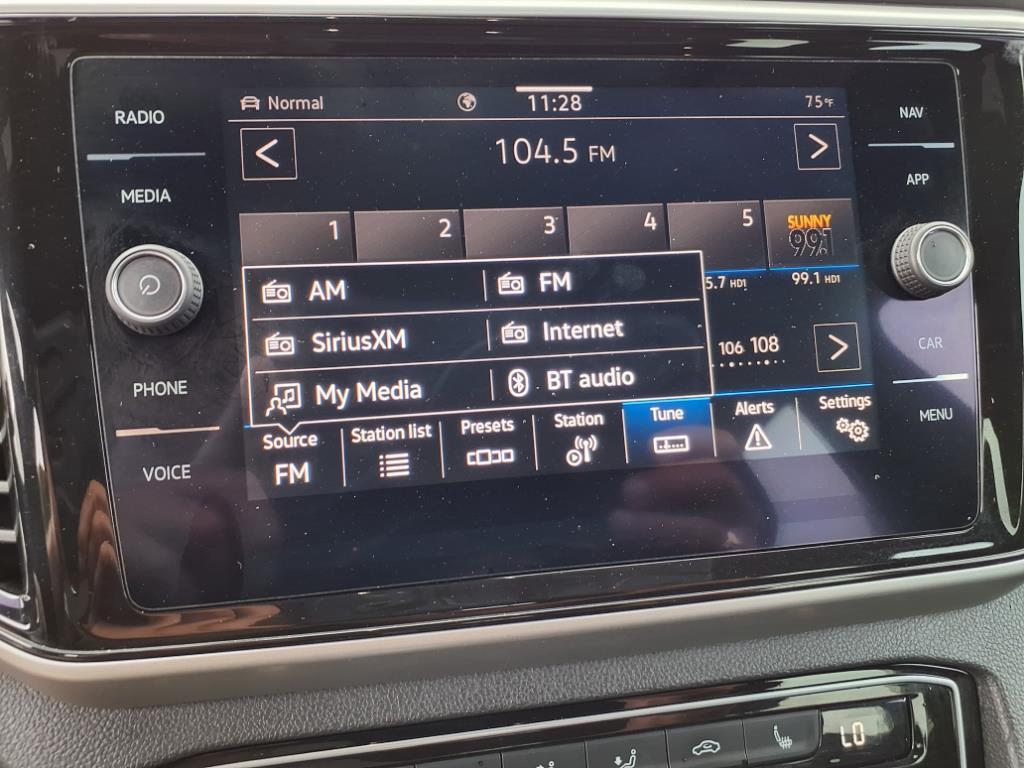 RADIO
MEDIA
PHONE
VOICE
Normal 11:28 75°F
104.5 FM
1 2 3 4 5 SUNNY 99.1
5.7 HD1 99.1 HD1
AM FM
SiriusXM Internet
My Media BT audio
106 108
Source Station list Presets Station Tune Alerts Settings
FM
NAV
APP
CAR
MENU
LO